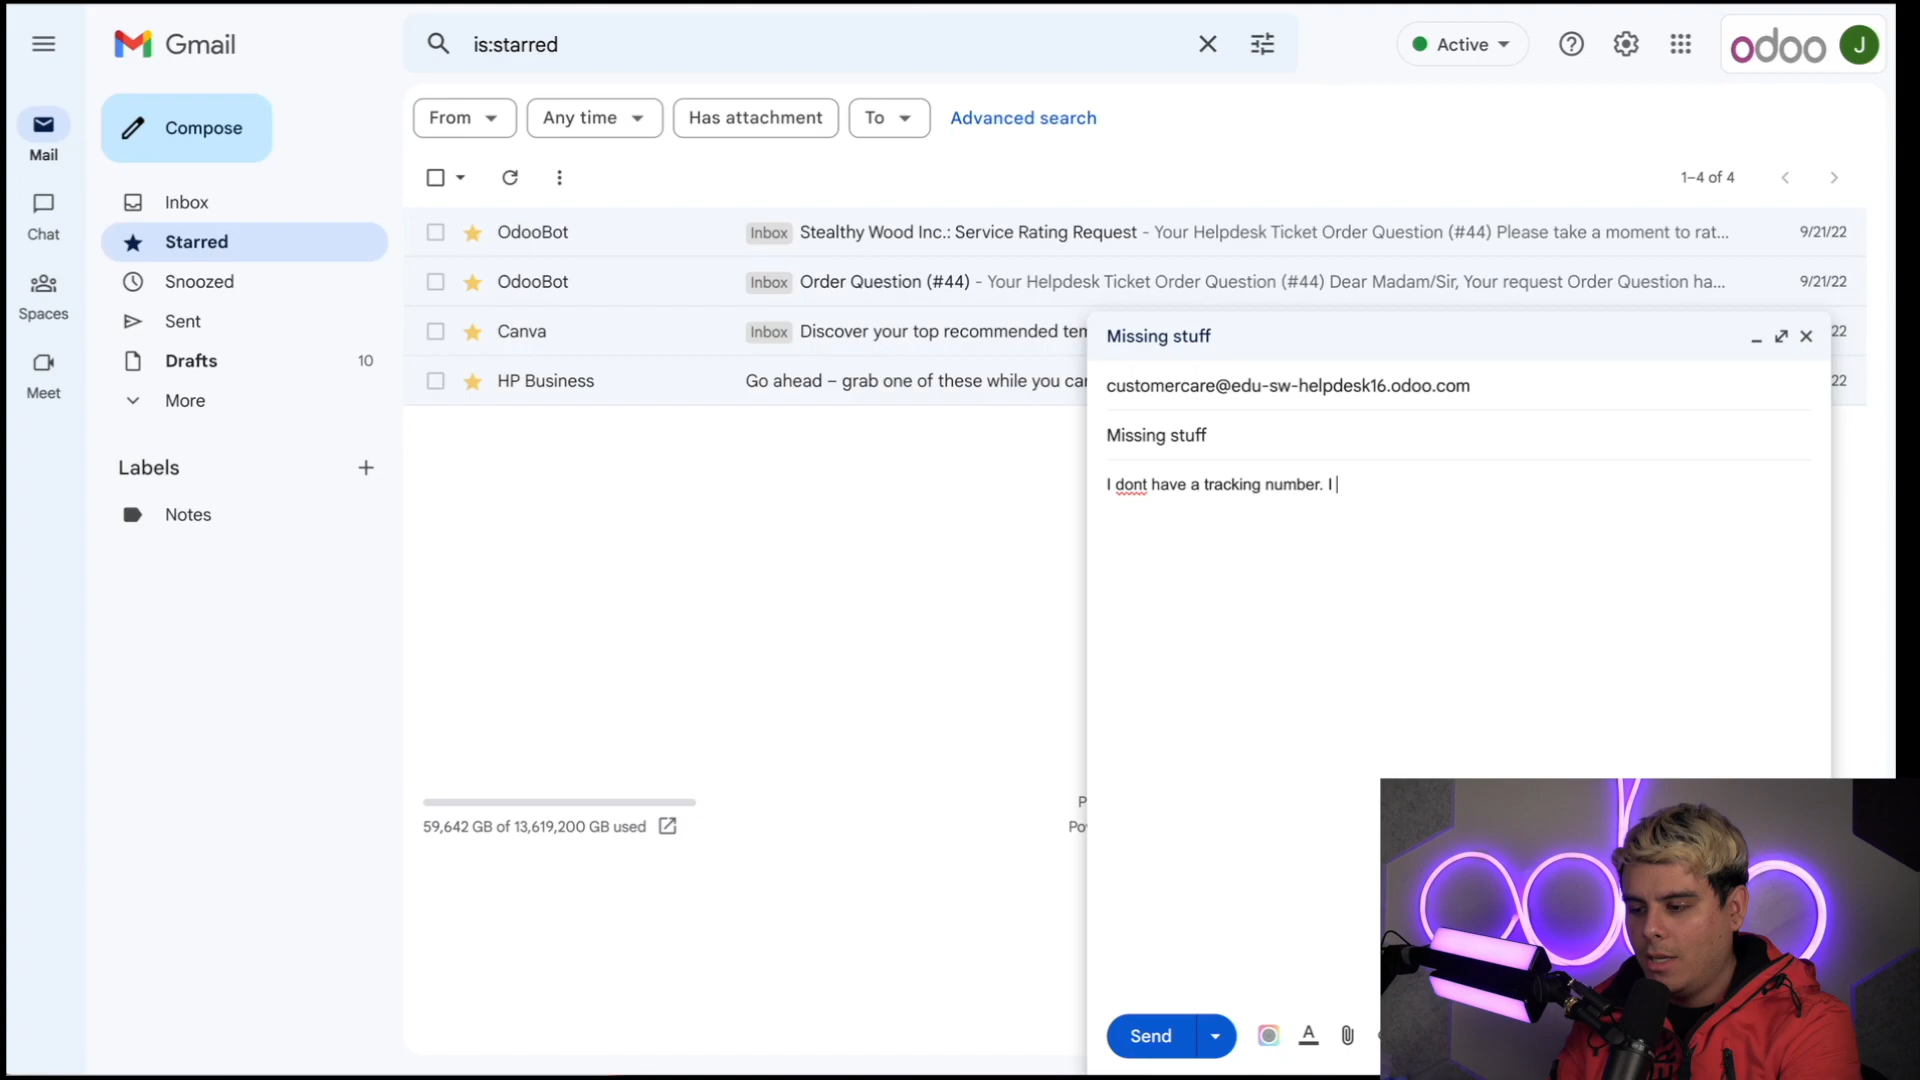 Gmail
is:starred
Active
odoo
J
Mail
Chat
Spaces
Meet
Compose
Inbox
Starred
Snoozed
Sent
Drafts 10
More
Labels
Notes
From
Any time
Has attachment
To
Advanced search
1–4 of 4
OdooBot Inbox Stealthy Wood Inc.: Service Rating Request - Your Helpdesk Ticket Order Question (#44) Please take a moment to rat... 9/21/22
OdooBot Inbox Order Question (#44) - Your Helpdesk Ticket Order Question (#44) Dear Madam/Sir, Your request Order Question ha... 9/21/22
Canva Inbox Discover your top recommended 22
HP Business Go ahead – grab one of these while you 22
59,642 GB of 13,619,200 GB used
Missing stuff
customercare@edu-sw-helpdesk16.odoo.com
Missing stuff
I dont have a tracking number. I
Send